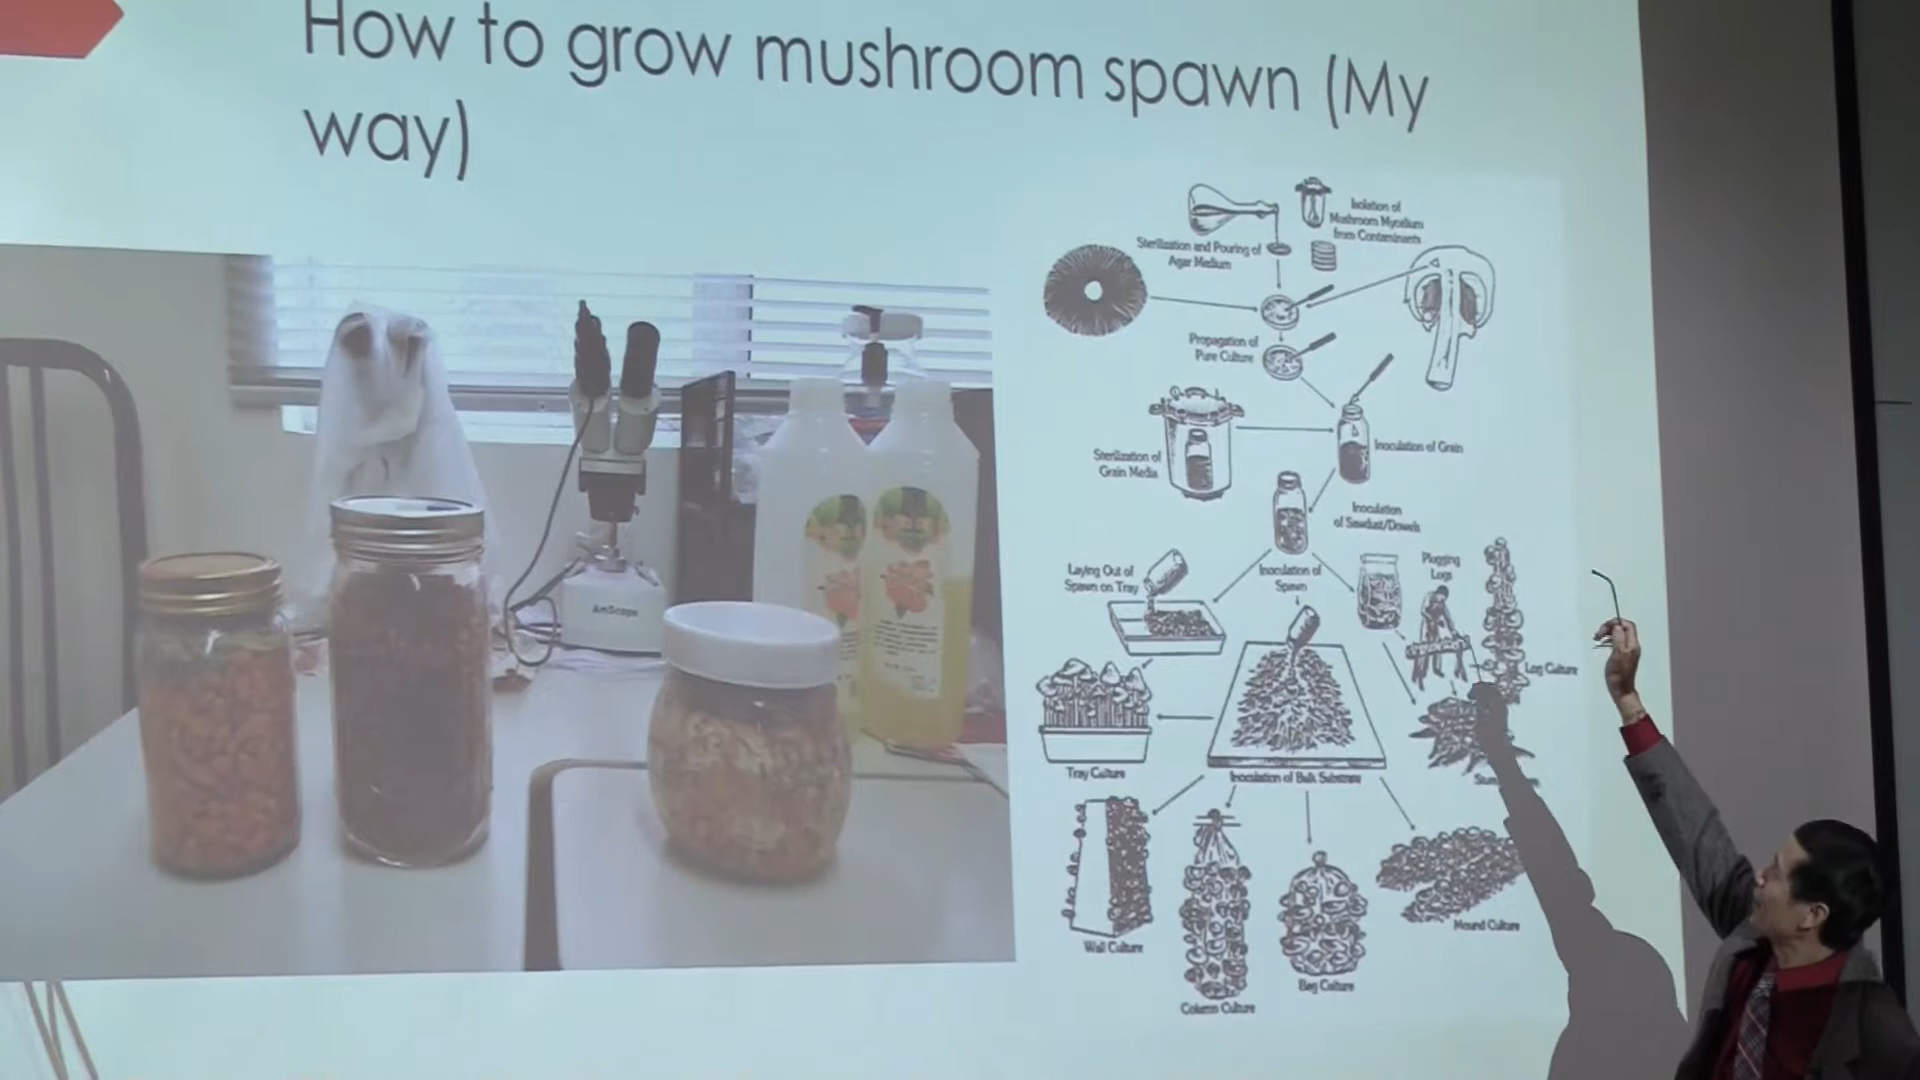 How to grow mushroom spawn (My
way)
Isolation of
Mushroom Mycelium
from Contaminants
Sterilization and Pouring of
Agar Medium
Propagation of
Pure Culture
Sterilization of
Grain Media
Inoculation of Grain
Inoculation
of Sawdust/Dowels
Laying Out of
Spawn on Tray
Inoculation of
Spawn
Plugging
Logs
AmScope
Log Culture
Tray Culture
Inoculation of Bulk Substrate
Wall Culture
Column Culture
Bag Culture
Mound Culture